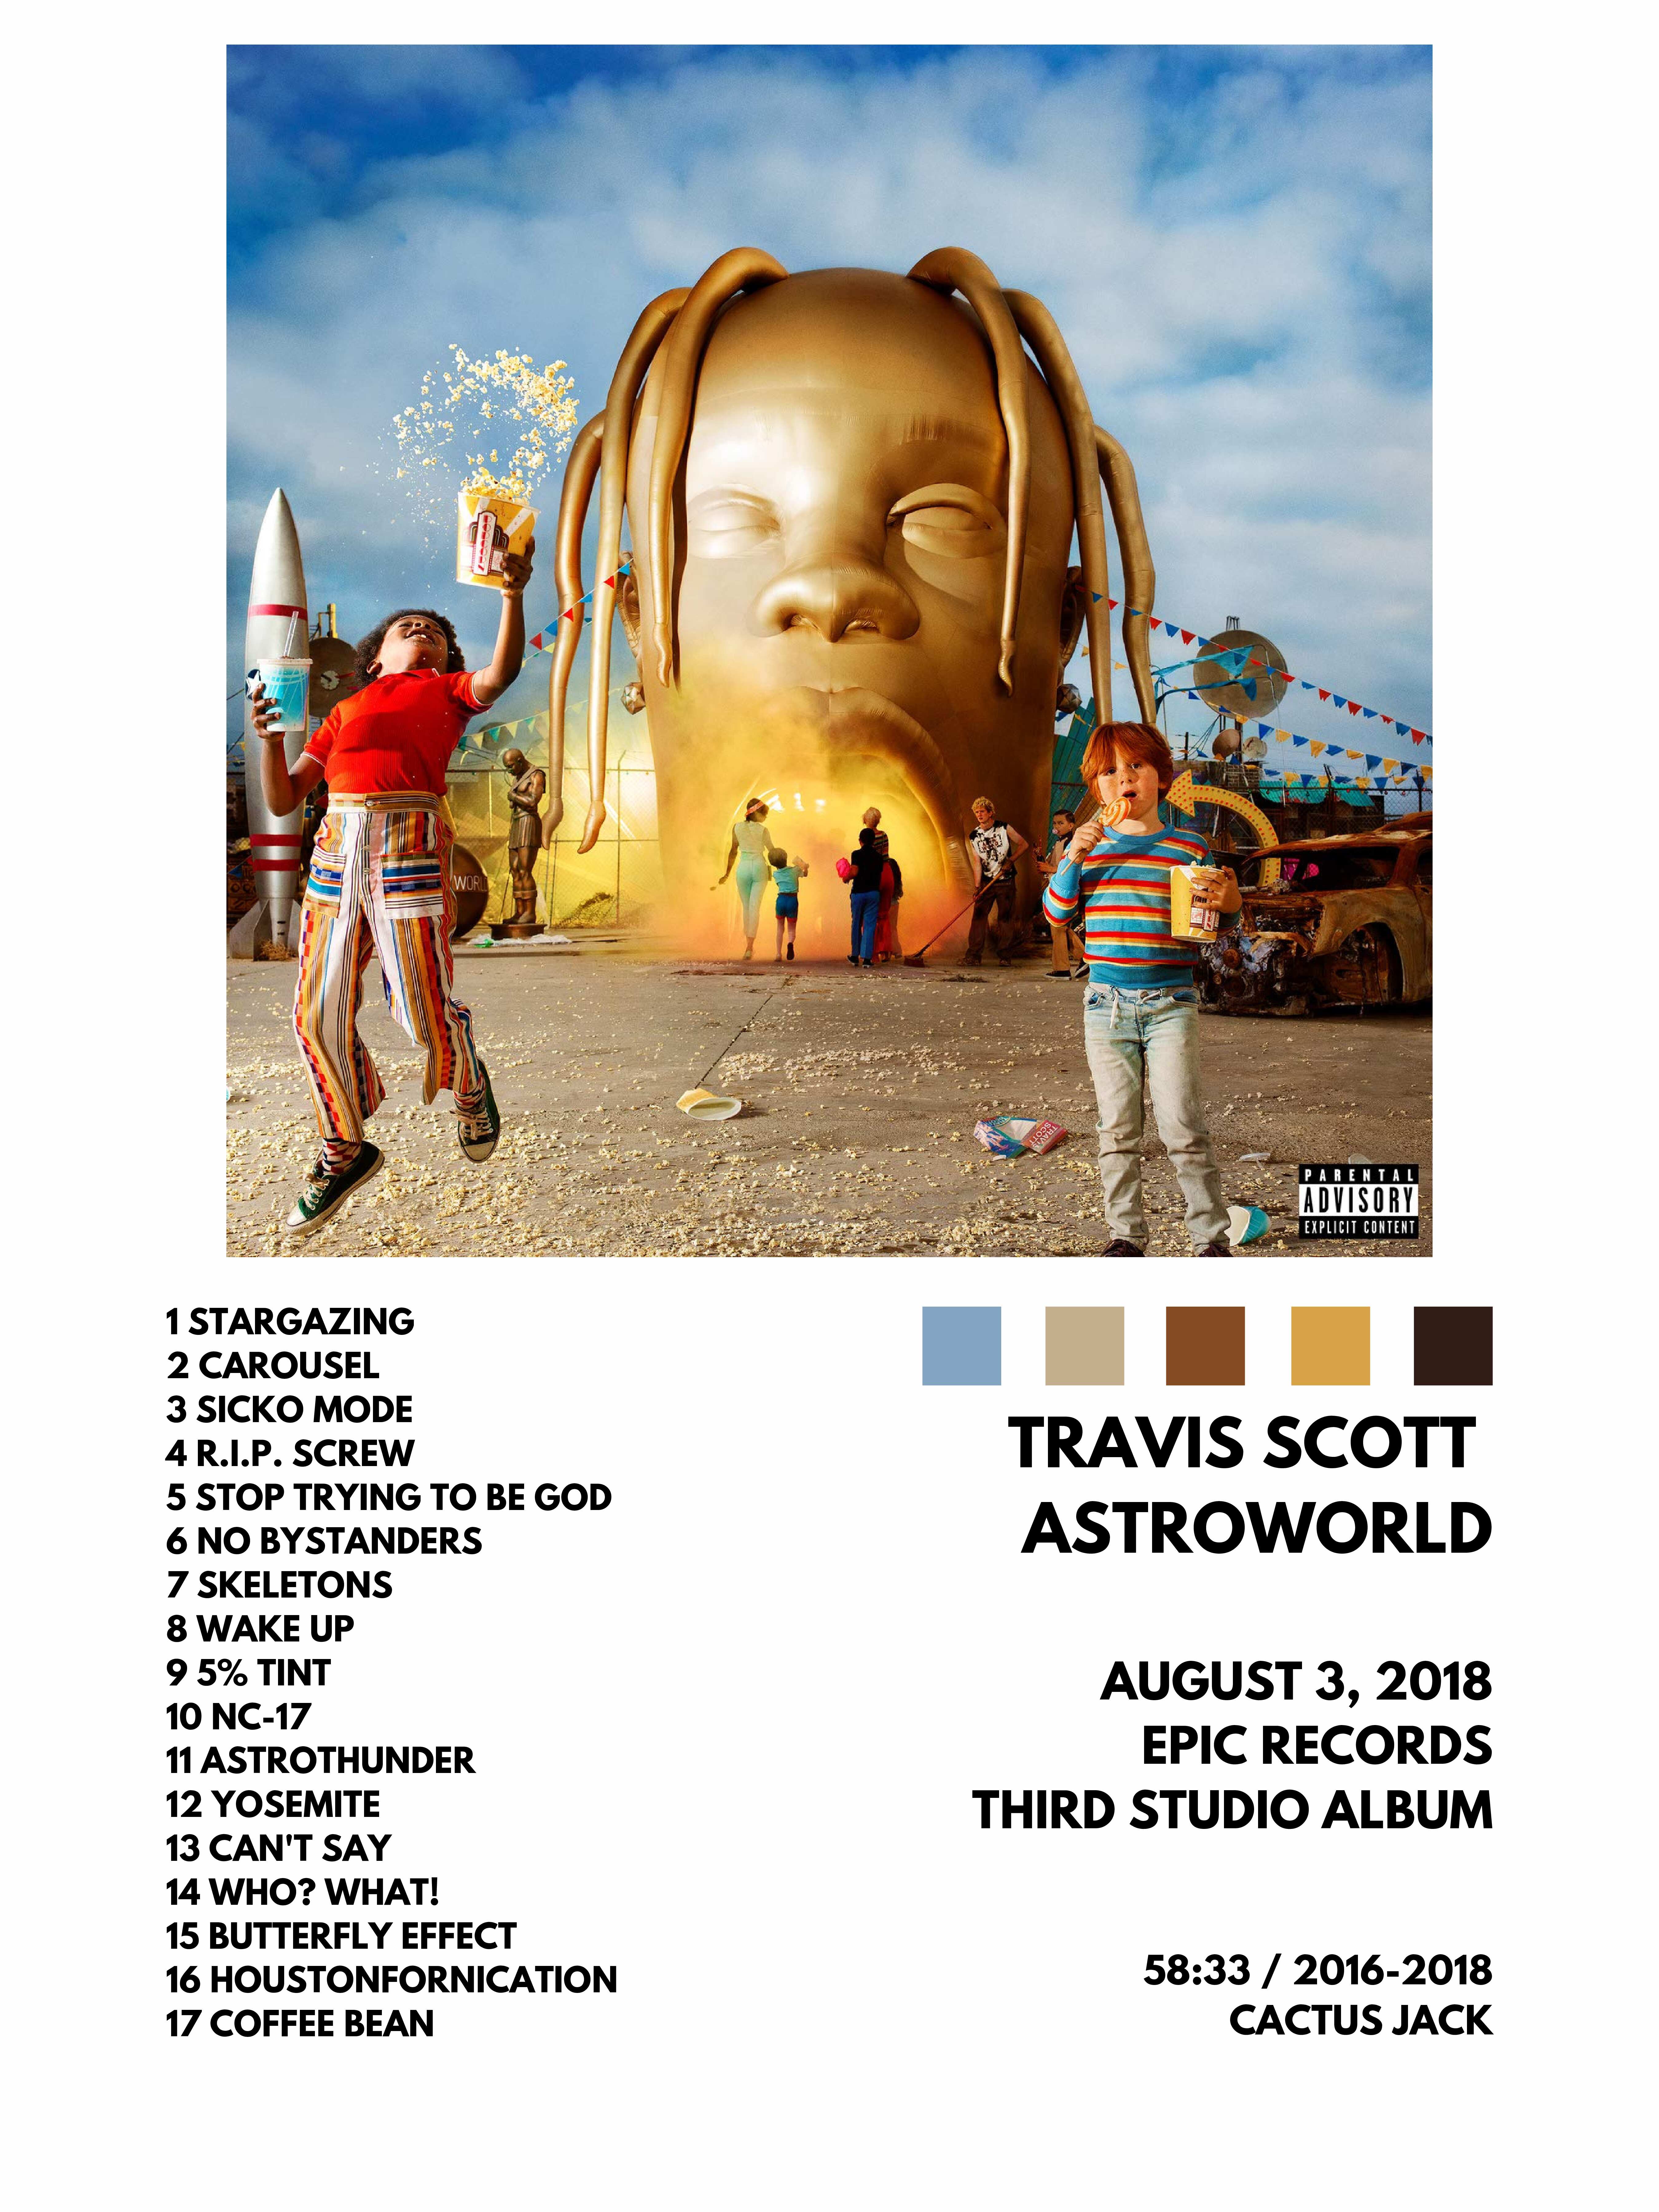 WORLD
TRAVIS
SCOTT
PARENTAL
ADVISORY
EXPLICIT CONTENT
1 STARGAZING
2 CAROUSEL
3 SICKO MODE
4 R.I.P. SCREW
5 STOP TRYING TO BE GOD
6 NO BYSTANDERS
7 SKELETONS
8 WAKE UP
9 5% TINT
10 NC-17
11 ASTROTHUNDER
12 YOSEMITE
13 CAN'T SAY
14 WHO? WHAT!
15 BUTTERFLY EFFECT
16 HOUSTONFORNICATION
17 COFFEE BEAN
TRAVIS SCOTT
ASTROWORLD
AUGUST 3, 2018
EPIC RECORDS
THIRD STUDIO ALBUM
58:33 / 2016-2018
CACTUS JACK